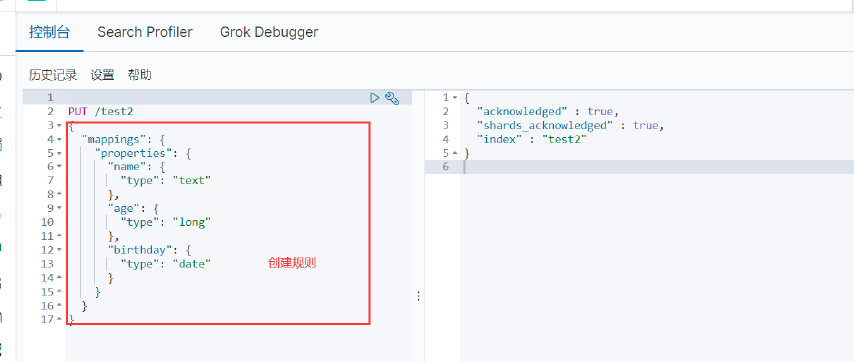 控制台 Search Profiler Grok Debugger
历史记录 设置 帮助
1
2 PUT /test2
3 {
4 "mappings": {
5 "properties": {
6 "name": {
7 "type": "text"
8 },
9 "age": {
10 "type": "long"
11 },
12 "birthday": {
13 "type": "date"
14 }
15 }
16 }
17 }
创建规则
1 {
2 "acknowledged" : true,
3 "shards_acknowledged" : true,
4 "index" : "test2"
5 }
6